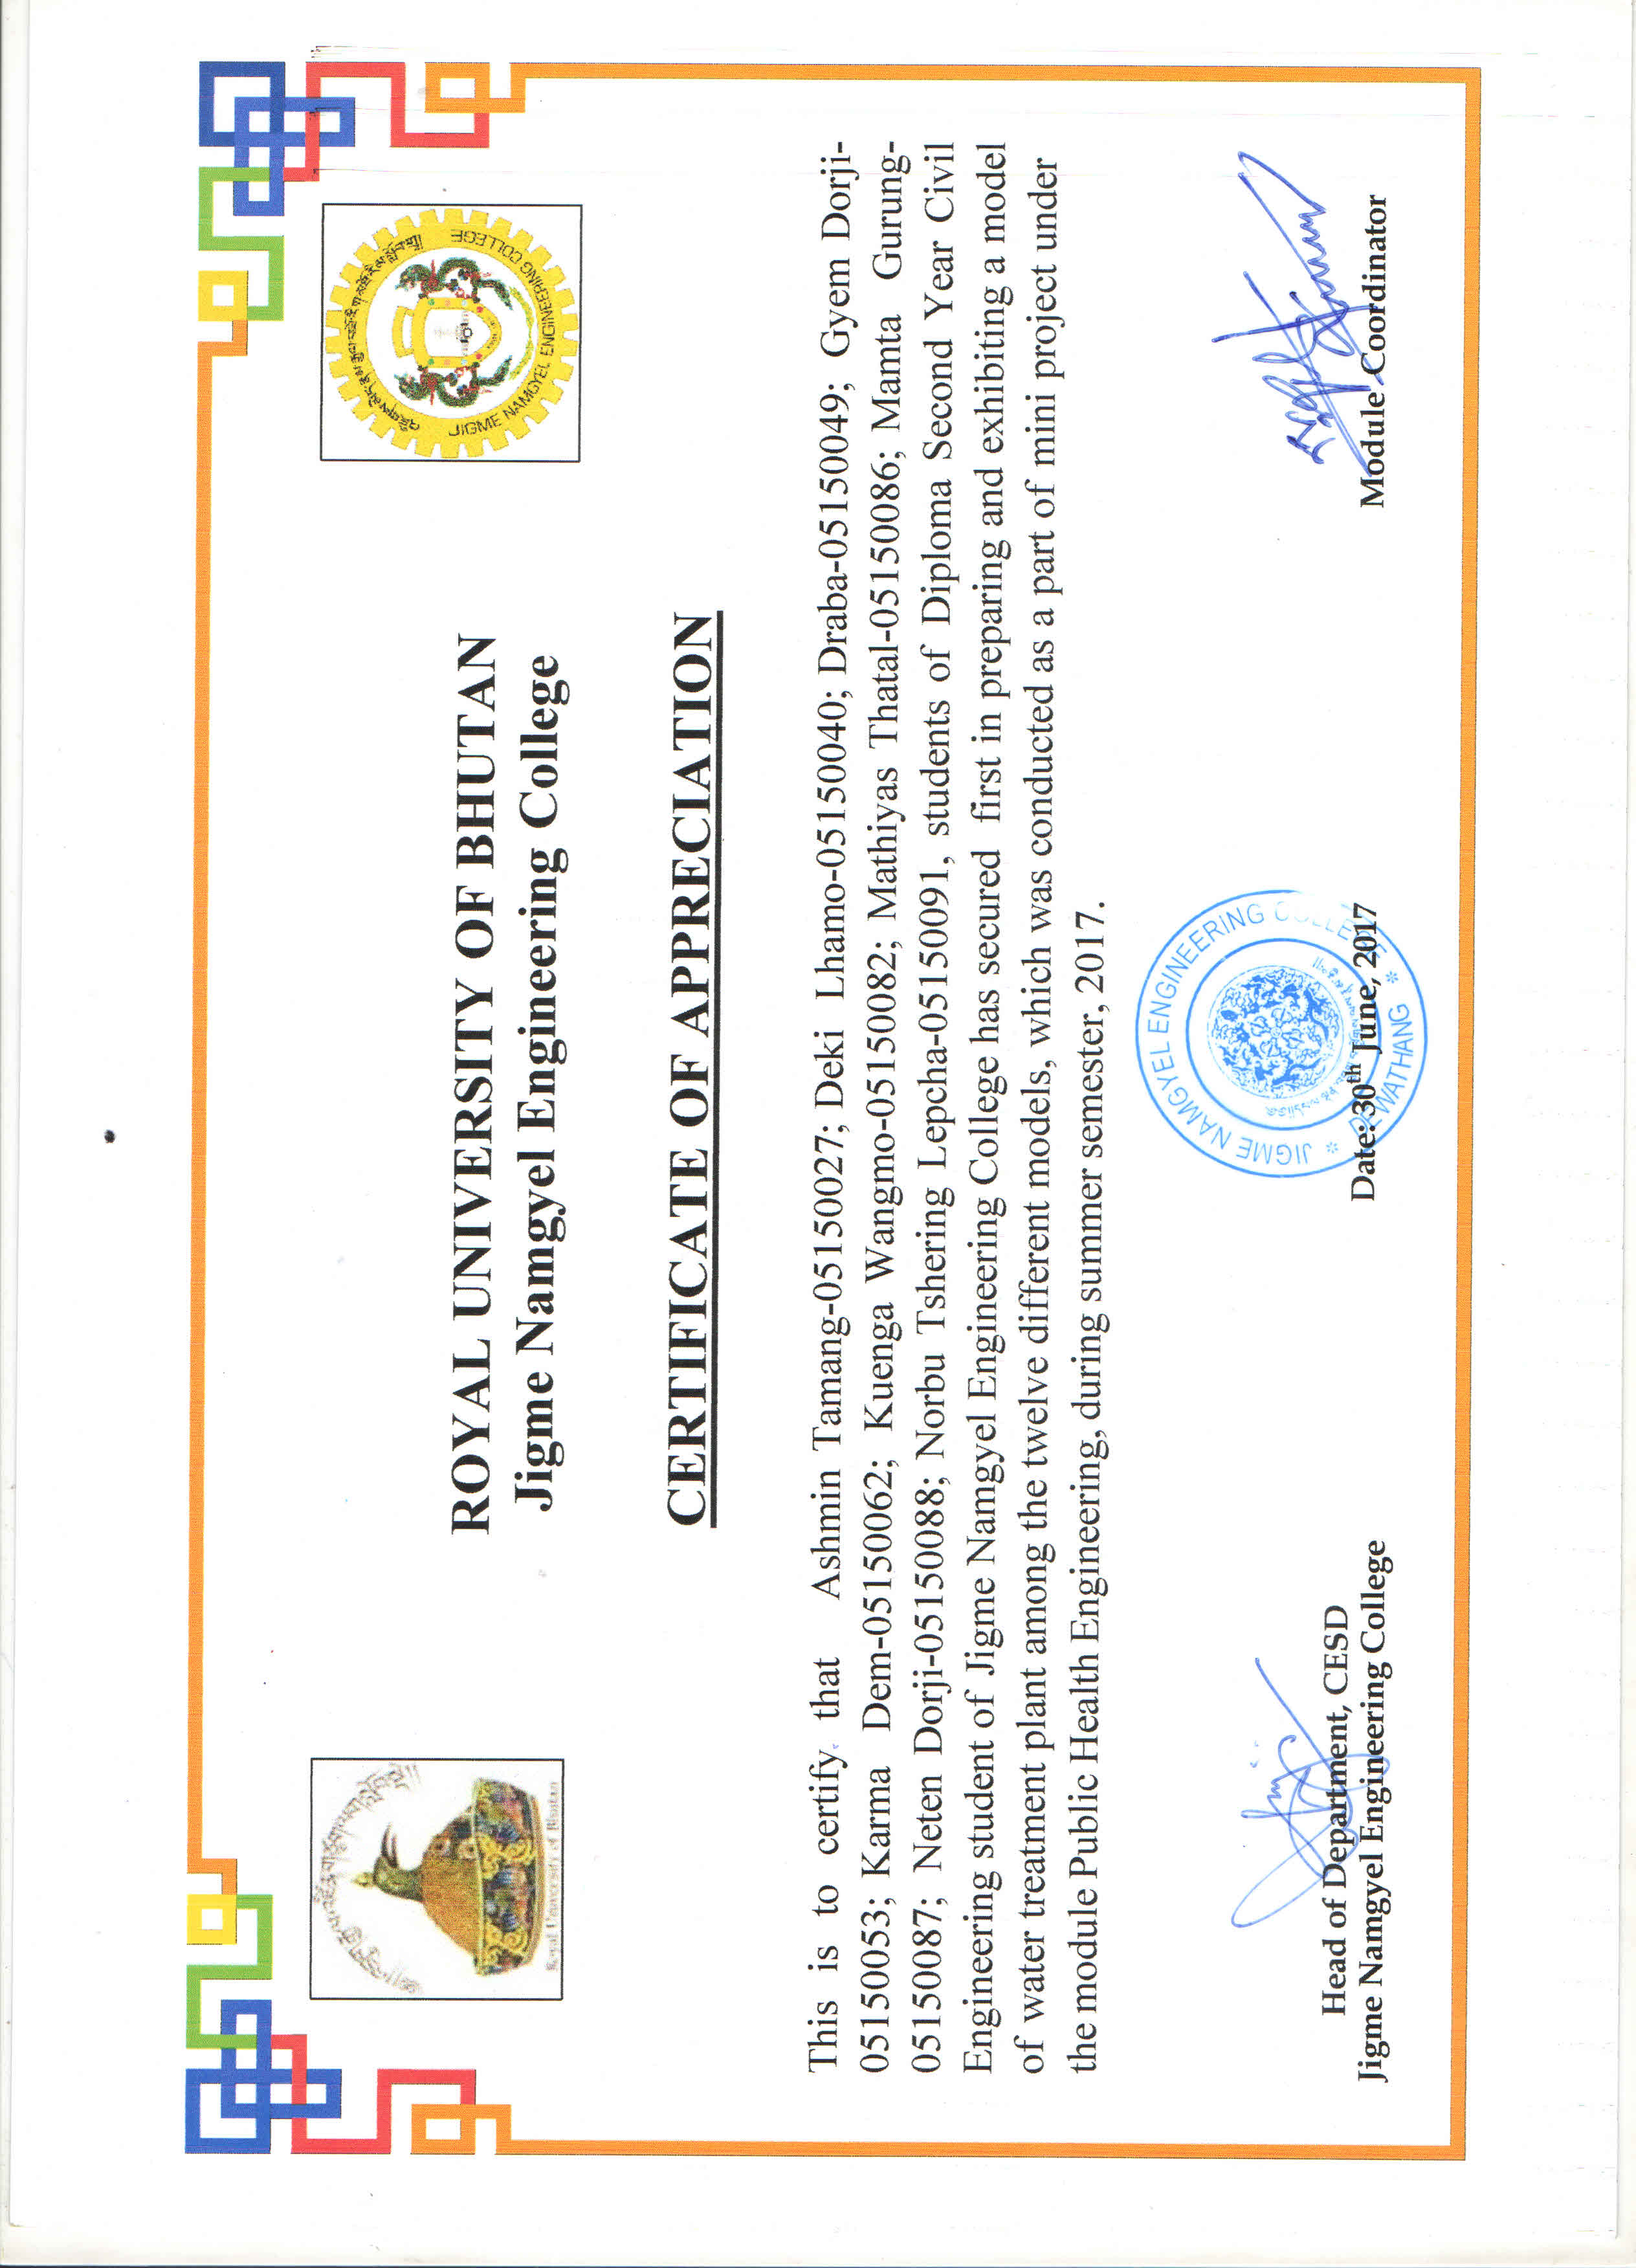 Royal University of Bhutan
JIGME NAMGYEL ENGINEERING COLLEGE
ROYAL UNIVERSITY OF BHUTAN
Jigme Namgyel Engineering College
CERTIFICATE OF APPRECIATION
This is to certify that Ashmin Tamang-05150027; Deki Lhamo-05150040; Draba-05150049; Gyem Dorji-
05150053; Karma Dem-05150062; Kuenga Wangmo-05150082; Mathiyas Thatal-05150086; Mamta Gurung-
05150087; Neten Dorji-05150088; Norbu Tshering Lepcha-05150091, students of Diploma Second Year Civil
Engineering student of Jigme Namgyel Engineering College has secured first in preparing and exhibiting a model
of water treatment plant among the twelve different models, which was conducted as a part of mini project under
the module Public Health Engineering, during summer semester, 2017.
JIGME NAMGYEL ENGINEERING COLLEGE
DEWATHANG
Head of Department, CESD
Jigme Namgyel Engineering College
Date: 30th June, 2017
Module Coordinator